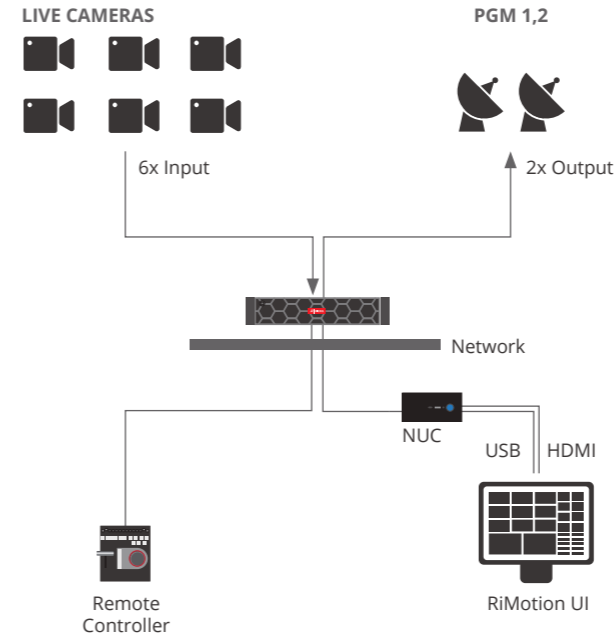 LIVE CAMERAS
PGM 1,2
6x Input
2x Output
Network
NUC
USB
HDMI
Remote
Controller
RiMotion UI